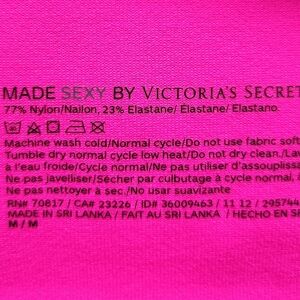 MADE SEXY BY VICTORIA'S SECRET
77% Nylon/Nailon, 23% Elastane/ Élastane/ Elastano
Machine wash cold/Normal cycle/Do not use fabric soft
Tumble dry normal cycle low heat/Do not dry clean./La
à l'eau froide/Cycle normal/Ne pas utiliser d'assouplissa
Ne pas javelliser/Sécher par culbutage à cycle normal,
Ne pas nettoyer à sec/No usar suavizante
RN# 70817 / CA# 23226 / ID# 36009463 / 11 12 / 295744
MADE IN SRI LANKA / FAIT AU SRI LANKA / HECHO EN S
M / M